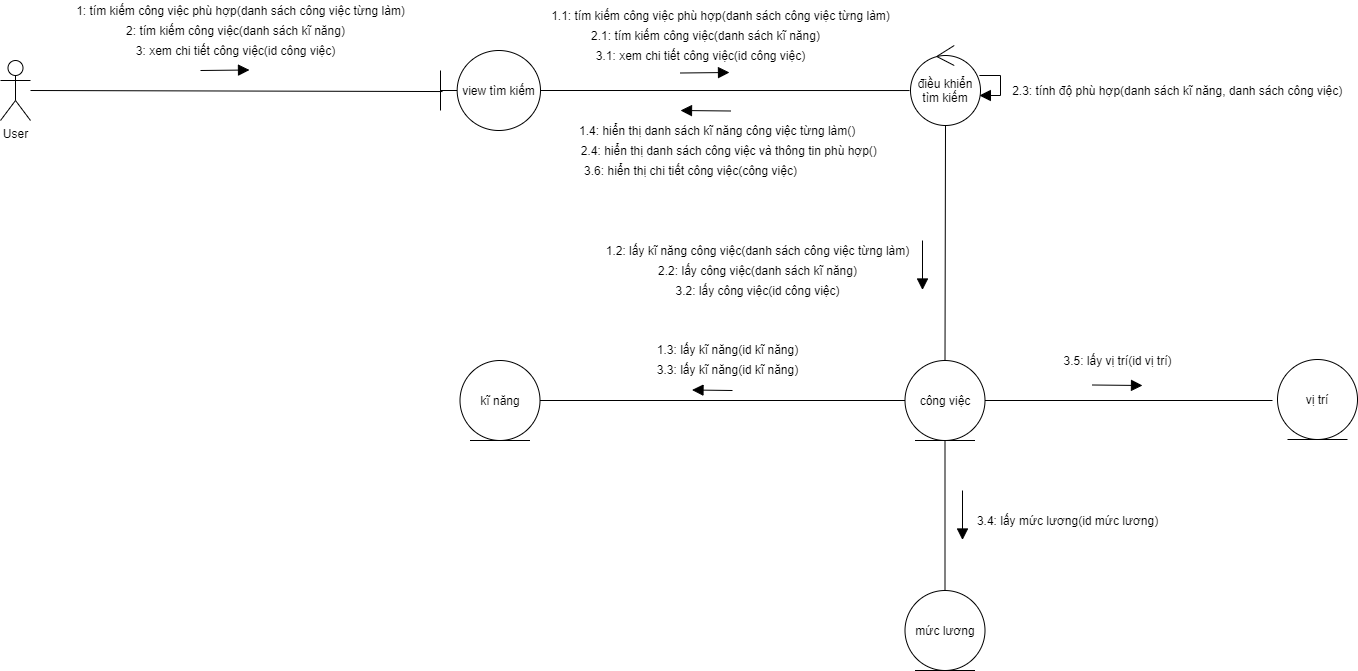 1: tím kiếm công việc phù hợp(danh sách công việc từng làm)
2: tím kiếm công việc(danh sách kĩ năng)
3: xem chi tiết công việc(id công việc)
1.1: tím kiếm công việc phù hợp(danh sách công việc từng làm)
2.1: tím kiếm công việc(danh sách kĩ năng)
3.1: xem chi tiết công việc(id công việc)
User
view tìm kiếm
điều khiển
tìm kiếm
2.3: tính độ phù hợp(danh sách kĩ năng, danh sách công việc)
1.4: hiển thị danh sách kĩ năng công việc từng làm()
2.4: hiển thị danh sách công việc và thông tin phù hợp()
3.6: hiển thị chi tiết công việc(công việc)
1.2: lấy kĩ năng công việc(danh sách công việc từng làm)
2.2: lấy công việc(danh sách kĩ năng)
3.2: lấy công việc(id công việc)
1.3: lấy kĩ năng(id kĩ năng)
3.3: lấy kĩ năng(id kĩ năng)
3.5: lấy vị trí(id vị trí)
kĩ năng
công việc
vị trí
3.4: lấy mức lương(id mức lương)
mức lương